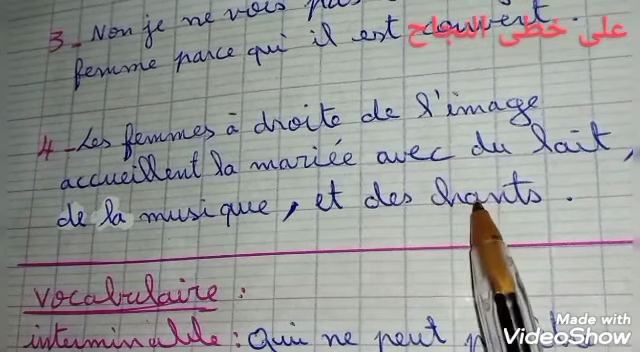 3 - Non je ne vois pas
femme parce qui il est couvert.
على خطى النجاح
4 - Les femmes à droite de l'image
accueillent la mariée avec du lait,
de la musique, et des chants.
vocabulaire :
interminable : Qui ne peut
Made with
VideoShow